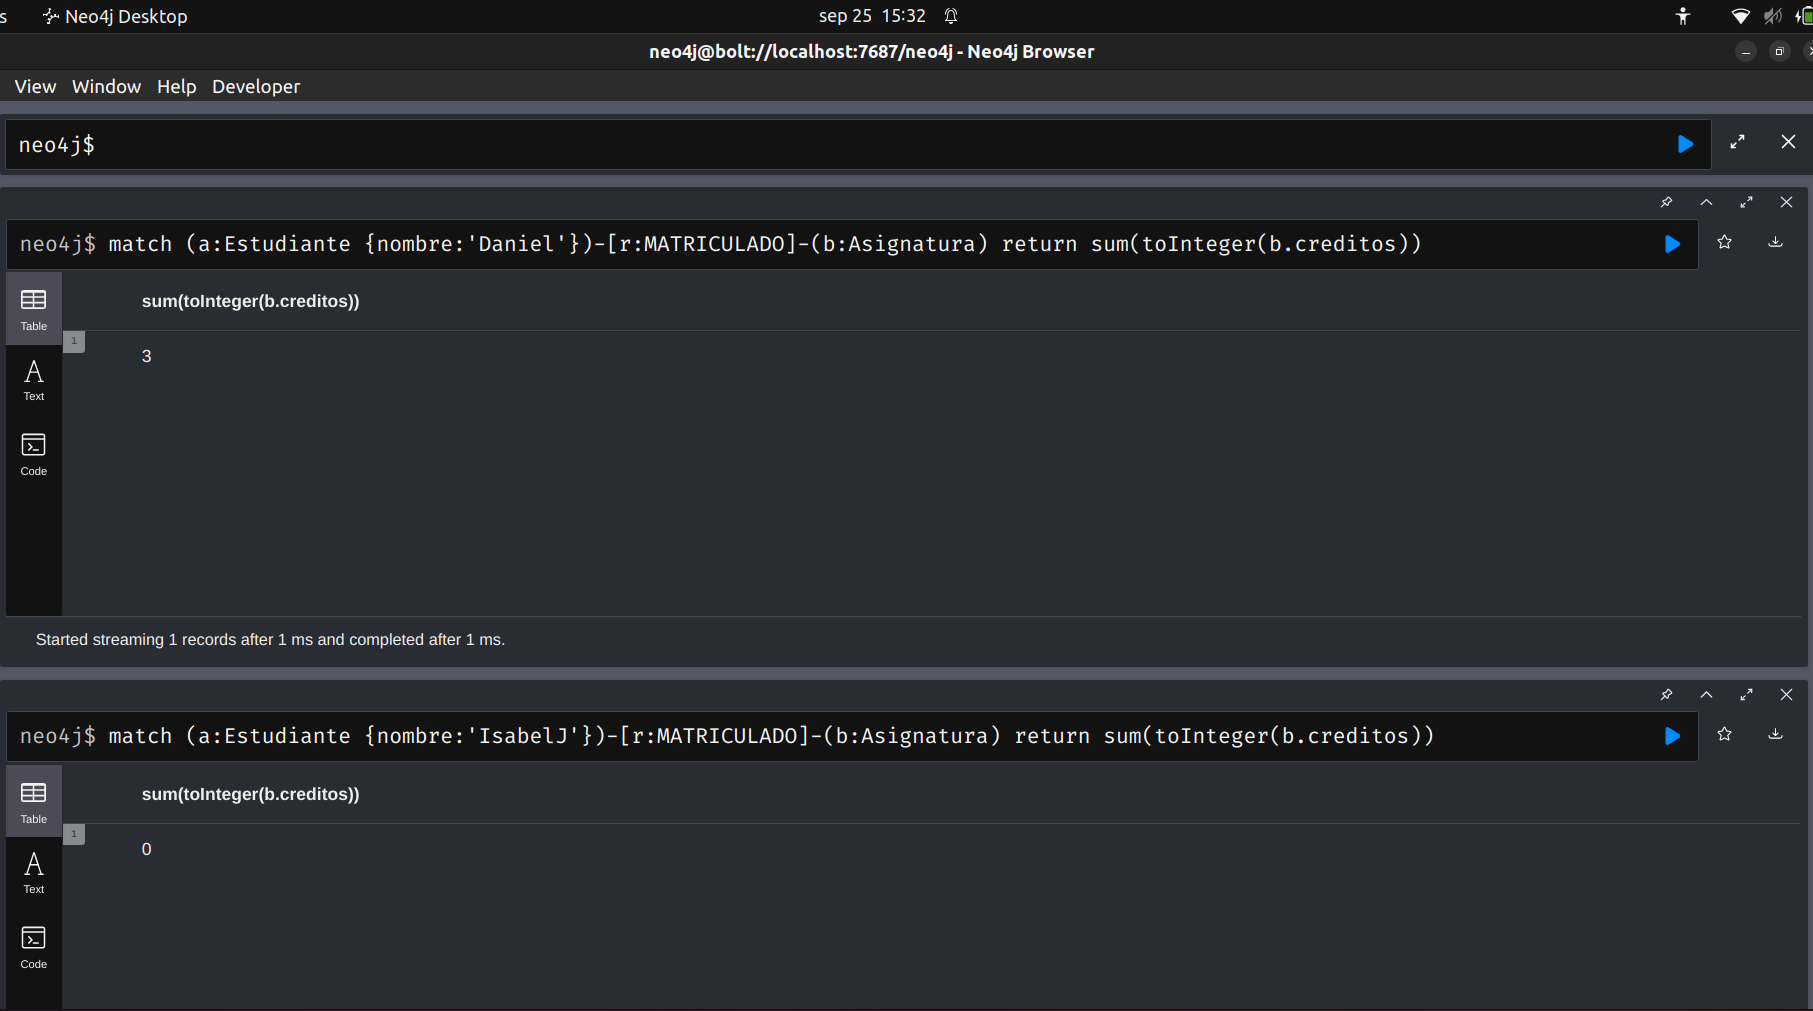 s Neo4j Desktop sep 25 15:32
neo4j@bolt://localhost:7687/neo4j - Neo4j Browser
View Window Help Developer
neo4j$
neo4j$ match (a:Estudiante {nombre:'Daniel'})-[r:MATRICULADO]-(b:Asignatura) return sum(toInteger(b.creditos))
sum(toInteger(b.creditos))
Table
1
3
A
Text
Code
Started streaming 1 records after 1 ms and completed after 1 ms.
neo4j$ match (a:Estudiante {nombre:'IsabelJ'})-[r:MATRICULADO]-(b:Asignatura) return sum(toInteger(b.creditos))
sum(toInteger(b.creditos))
Table
1
0
A
Text
Code